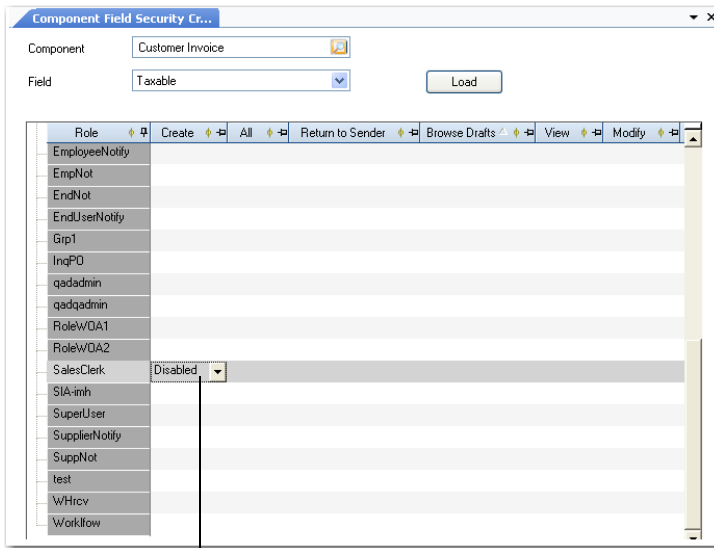 Component Field Security Cr...
Component Customer Invoice
Field Taxable Load
Role Create All Return to Sender Browse Drafts View Modify
EmployeeNotify
EmpNot
EndNot
EndUserNotify
Grp1
InqPO
qadadmin
qadqadmin
RoleWOA1
RoleWOA2
SalesClerk Disabled
SIA-imh
SuperUser
SupplierNotify
SuppNot
test
WHrcv
Worklfow